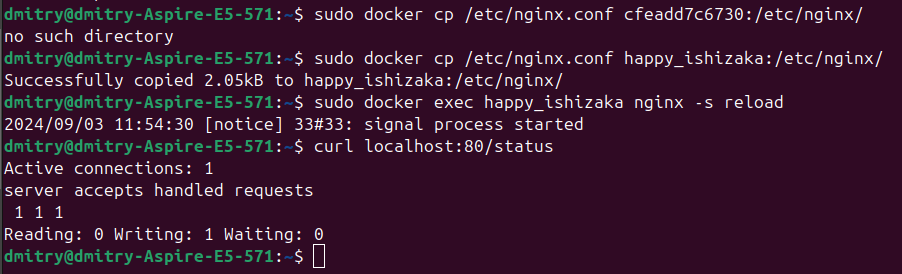 dmitry@dmitry-Aspire-E5-571:~$ sudo docker cp /etc/nginx.conf cfeadd7c6730:/etc/nginx/
no such directory
dmitry@dmitry-Aspire-E5-571:~$ sudo docker cp /etc/nginx.conf happy_ishizaka:/etc/nginx/
Successfully copied 2.05kB to happy_ishizaka:/etc/nginx/
dmitry@dmitry-Aspire-E5-571:~$ sudo docker exec happy_ishizaka nginx -s reload
2024/09/03 11:54:30 [notice] 33#33: signal process started
dmitry@dmitry-Aspire-E5-571:~$ curl localhost:80/status
Active connections: 1
server accepts handled requests
 1 1 1
Reading: 0 Writing: 1 Waiting: 0
dmitry@dmitry-Aspire-E5-571:~$